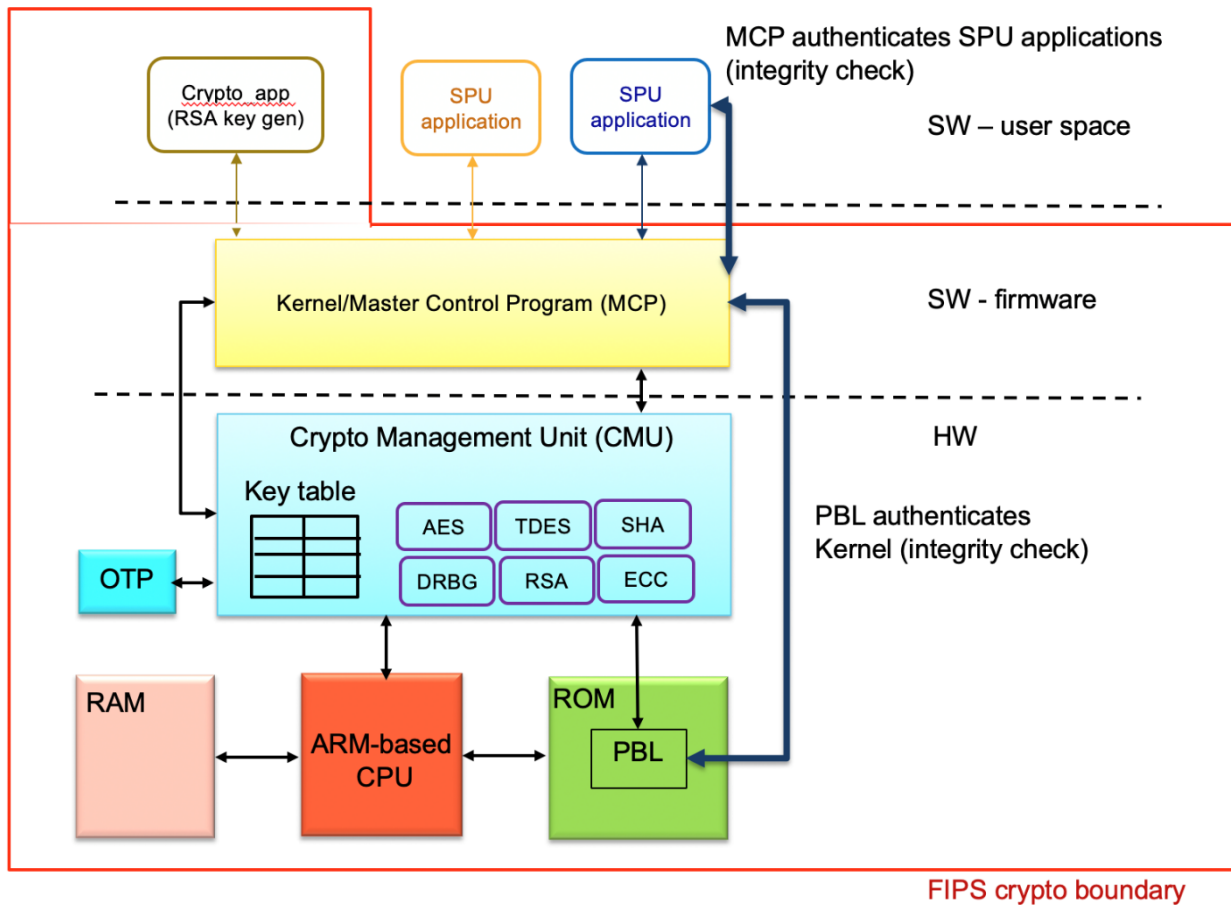 MCP authenticates SPU applications
(integrity check)
Crypto app
(RSA key gen)
SPU
application
SPU
application
SW – user space
Kernel/Master Control Program (MCP)
SW - firmware
Crypto Management Unit (CMU)
HW
Key table
AES
TDES
SHA
DRBG
RSA
ECC
PBL authenticates
Kernel (integrity check)
OTP
RAM
ARM-based
CPU
ROM
PBL
FIPS crypto boundary